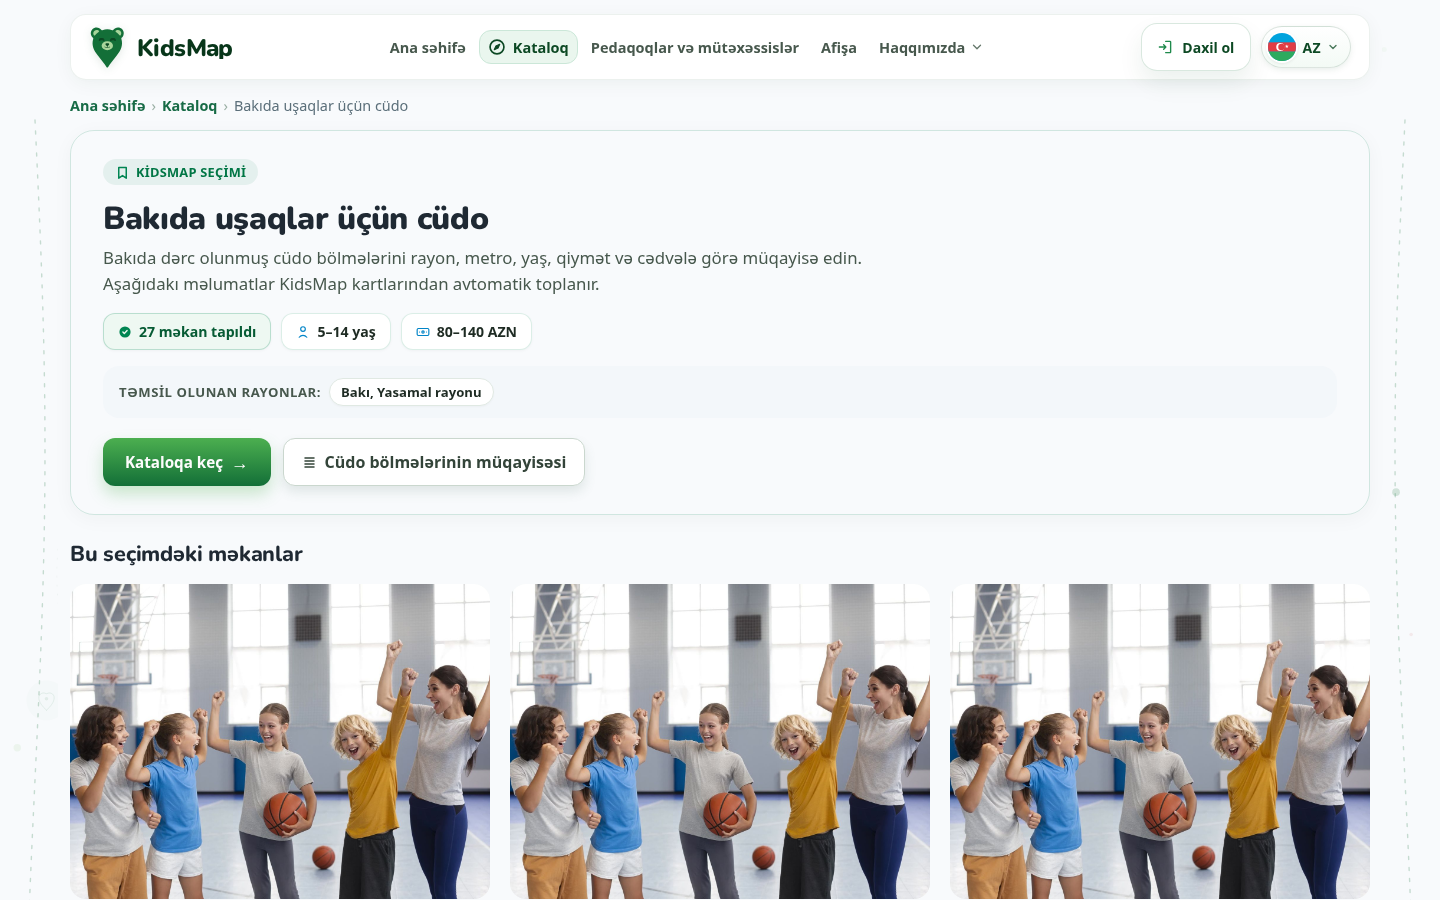 KidsMap
Ana səhifə
Kataloq
Pedaqoqlar və mütəxəssislər
Afişa
Haqqımızda
Daxil ol
AZ
Ana səhifə › Kataloq › Bakıda uşaqlar üçün cüdo
KİDSMAP SEÇİMİ
Bakıda uşaqlar üçün cüdo
Bakıda dərc olunmuş cüdo bölmələrini rayon, metro, yaş, qiymət və cədvələ görə müqayisə edin.
Aşağıdakı məlumatlar KidsMap kartlarından avtomatik toplanır.
27 məkan tapıldı
5–14 yaş
80–140 AZN
TƏMSİL OLUNAN RAYONLAR:
Bakı, Yasamal rayonu
Kataloqa keç →
Cüdo bölmələrinin müqayisəsi
Bu seçimdəki məkanlar